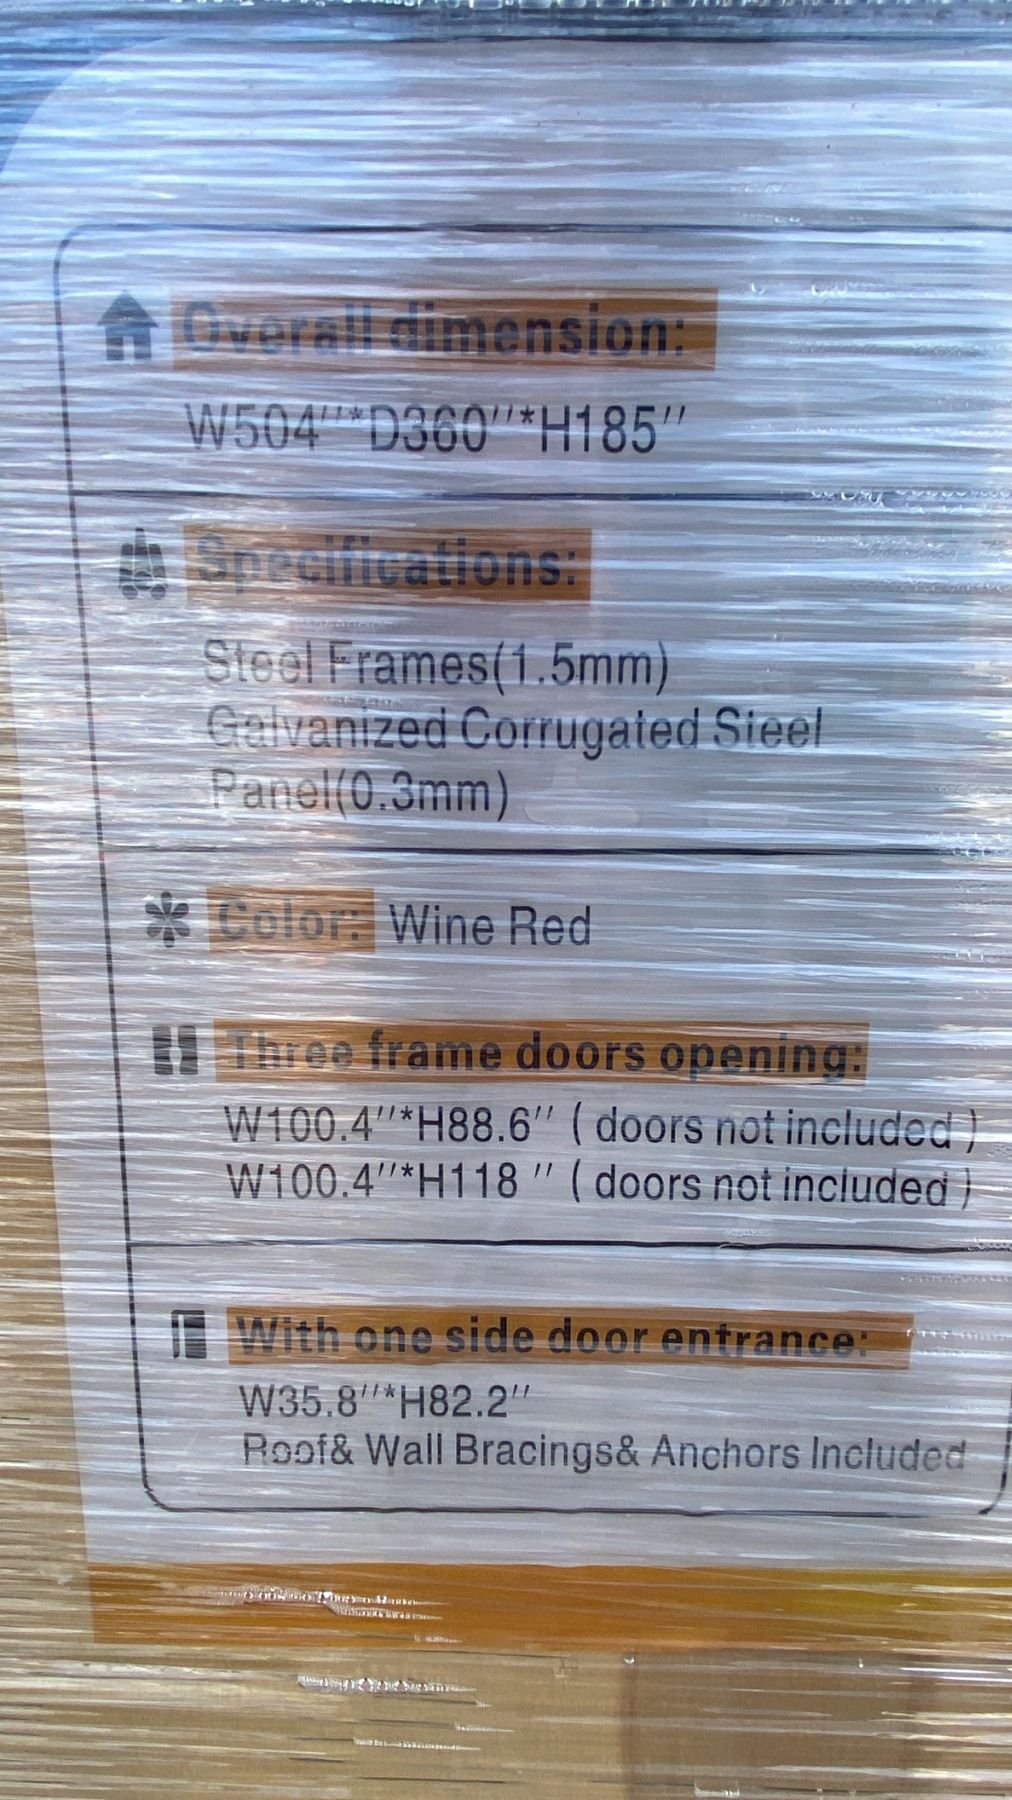 Overall dimension:
W504''*D360''*H185''
Specifications:
Steel Frames(1.5mm)
Galvanized Corrugated Steel
Panel(0.3mm)
Color: Wine Red
Three frame doors opening:
W100.4''*H88.6'' ( doors not included )
W100.4''*H118 '' ( doors not included )
With one side door entrance:
W35.8''*H82.2''
Roof& Wall Bracings& Anchors Included